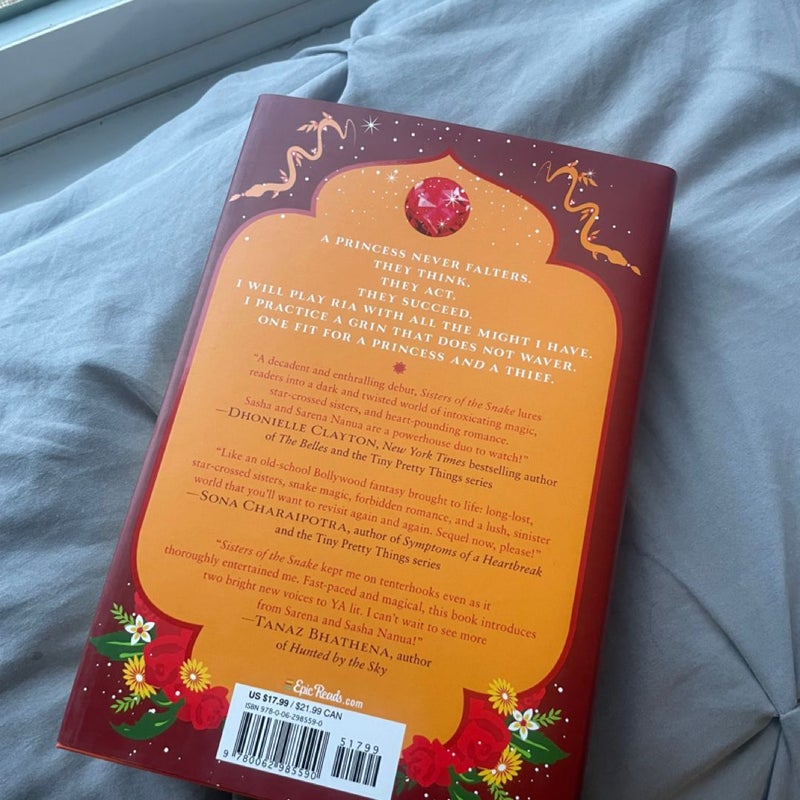 A PRINCESS NEVER FALTERS.
THEY THINK.
THEY ACT.
THEY SUCCEED.
I WILL PLAY RIA WITH ALL THE MIGHT I HAVE.
I PRACTICE A GRIN THAT DOES NOT WAVER.
ONE FIT FOR A PRINCESS AND A THIEF.
“A decadent and enthralling debut, Sisters of the Snake lures
readers into a dark and twisted world of intoxicating magic,
star-crossed sisters, and heart-pounding romance.
Sasha and Sarena Nanua are a powerhouse duo to watch!”
—DHONIELLE CLAYTON, New York Times bestselling author
of The Belles and the Tiny Pretty Things series
“Like an old-school Bollywood fantasy brought to life: long-lost,
star-crossed sisters, snake magic, forbidden romance, and a lush, sinister
world that you’ll want to revisit again and again. Sequel now, please!”
—SONA CHARAIPOTRA, author of Symptoms of a Heartbreak
and the Tiny Pretty Things series
“Sisters of the Snake kept me on tenterhooks even as it
thoroughly entertained me. Fast-paced and magical, this book introduces
two bright new voices to YA lit. I can’t wait to see more
from Sarena and Sasha Nanua!”
—TANAZ BHATHENA, author
of Hunted by the Sky
EpicReads.com
US $17.99 / $21.99 CAN
ISBN 978-0-06-298559-0
51799
9 780062 985590